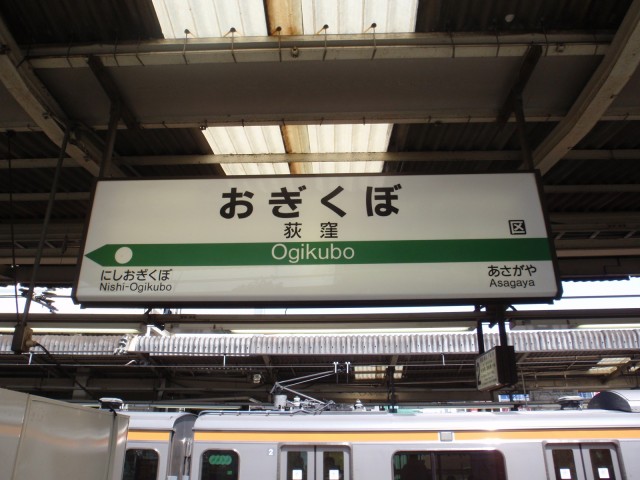 おぎくぼ
荻窪
区
Ogikubo
にしおぎくぼ
Nishi-Ogikubo
あさがや
Asagaya
2